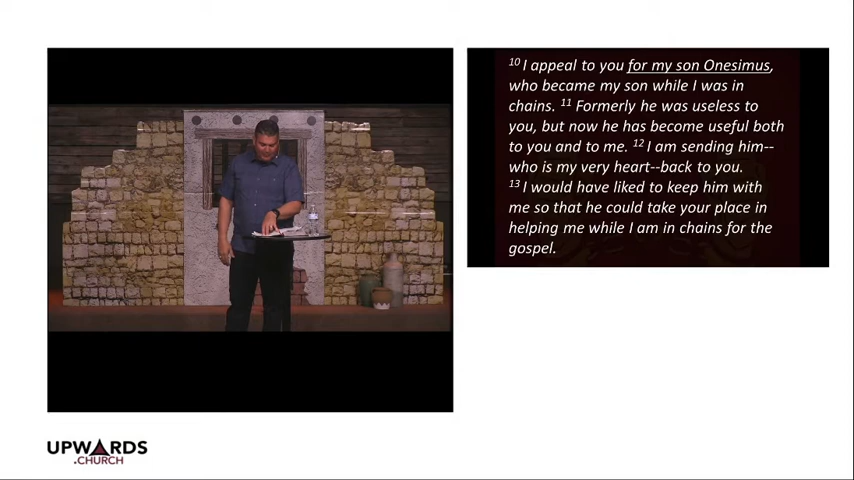 10 I appeal to you for my son Onesimus,
who became my son while I was in
chains. 11 Formerly he was useless to
you, but now he has become useful both
to you and to me. 12 I am sending him--
who is my very heart--back to you.
13 I would have liked to keep him with
me so that he could take your place in
helping me while I am in chains for the
gospel.
UPWARDS
.CHURCH